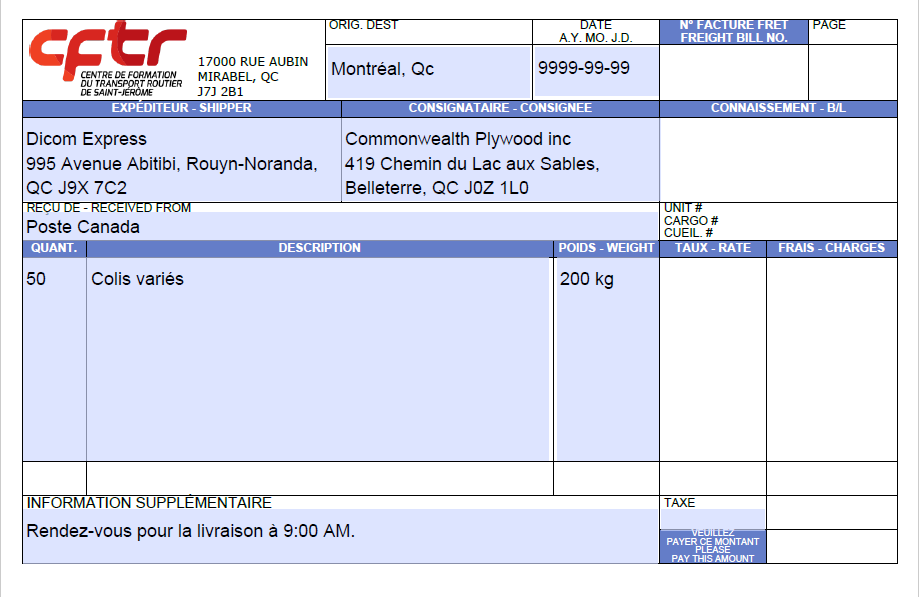 cftr
CENTRE DE FORMATION
DU TRANSPORT ROUTIER
DE SAINT-JÉRÔME
17000 RUE AUBIN
MIRABEL, QC
J7J 2B1
ORIG. DEST
Montréal, Qc
DATE
A.Y. MO. J.D.
9999-99-99
N° FACTURE FRET
FREIGHT BILL NO.
PAGE
EXPÉDITEUR - SHIPPER
CONSIGNATAIRE - CONSIGNEE
CONNAISSEMENT - B/L
Dicom Express
995 Avenue Abitibi, Rouyn-Noranda,
QC J9X 7C2
Commonwealth Plywood inc
419 Chemin du Lac aux Sables,
Belleterre, QC J0Z 1L0
REÇU DE - RECEIVED FROM
Poste Canada
UNIT #
CARGO #
CUEIL. #
QUANT.
DESCRIPTION
POIDS - WEIGHT
TAUX - RATE
FRAIS - CHARGES
50
Colis variés
200 kg
INFORMATION SUPPLÉMENTAIRE
Rendez-vous pour la livraison à 9:00 AM.
TAXE
VEUILLEZ
PAYER CE MONTANT
PLEASE
PAY THIS AMOUNT